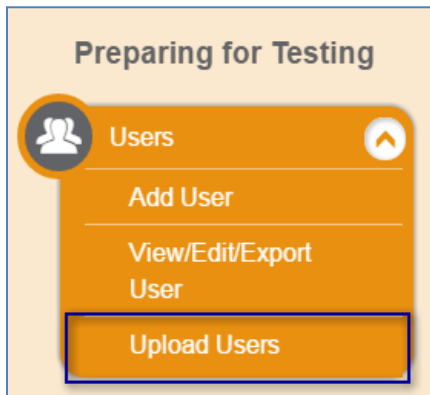 Preparing for Testing
Users
Add User
View/Edit/Export
User
Upload Users